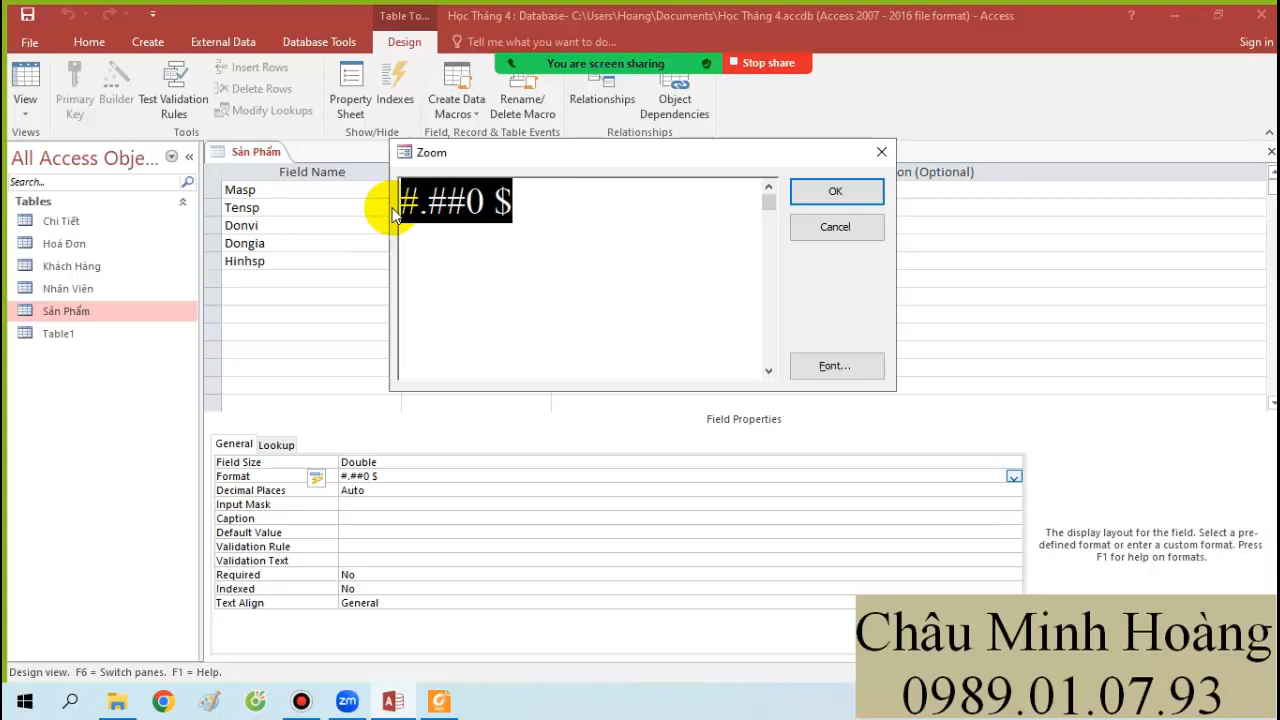 Table To...
Học Tháng 4 : Database- C:\Users\Hoang\Documents\Học Tháng 4.accdb (Access 2007 - 2016 file format) - Access
?
File
Home
Create
External Data
Database Tools
Design
Tell me what you want to do...
Sign in
You are screen sharing
Stop share
View
Primary Key
Builder
Test Validation Rules
Insert Rows
Delete Rows
Modify Lookups
Property Sheet
Indexes
Create Data Macros
Rename/ Delete Macro
Relationships
Object Dependencies
Views
Tools
Show/Hide
Field, Record & Table Events
Relationships
All Access Obje...
Search...
Tables
Chi Tiết
Hoá Đơn
Khách Hàng
Nhân Viên
Sản Phẩm
Table1
Sản Phẩm
Field Name
on (Optional)
Masp
Tensp
Donvi
Dongia
Hinhsp
Zoom
#.##0 $
OK
Cancel
Font...
Field Properties
General
Lookup
Field Size Double
Format #.##0 $
Decimal Places Auto
Input Mask
Caption
Default Value
Validation Rule
Validation Text
Required No
Indexed No
Text Align General
The display layout for the field. Select a pre-
defined format or enter a custom format. Press
F1 for help on formats.
Design view. F6 = Switch panes. F1 = Help.
zm
Châu Minh Hoàng
0989.01.07.93